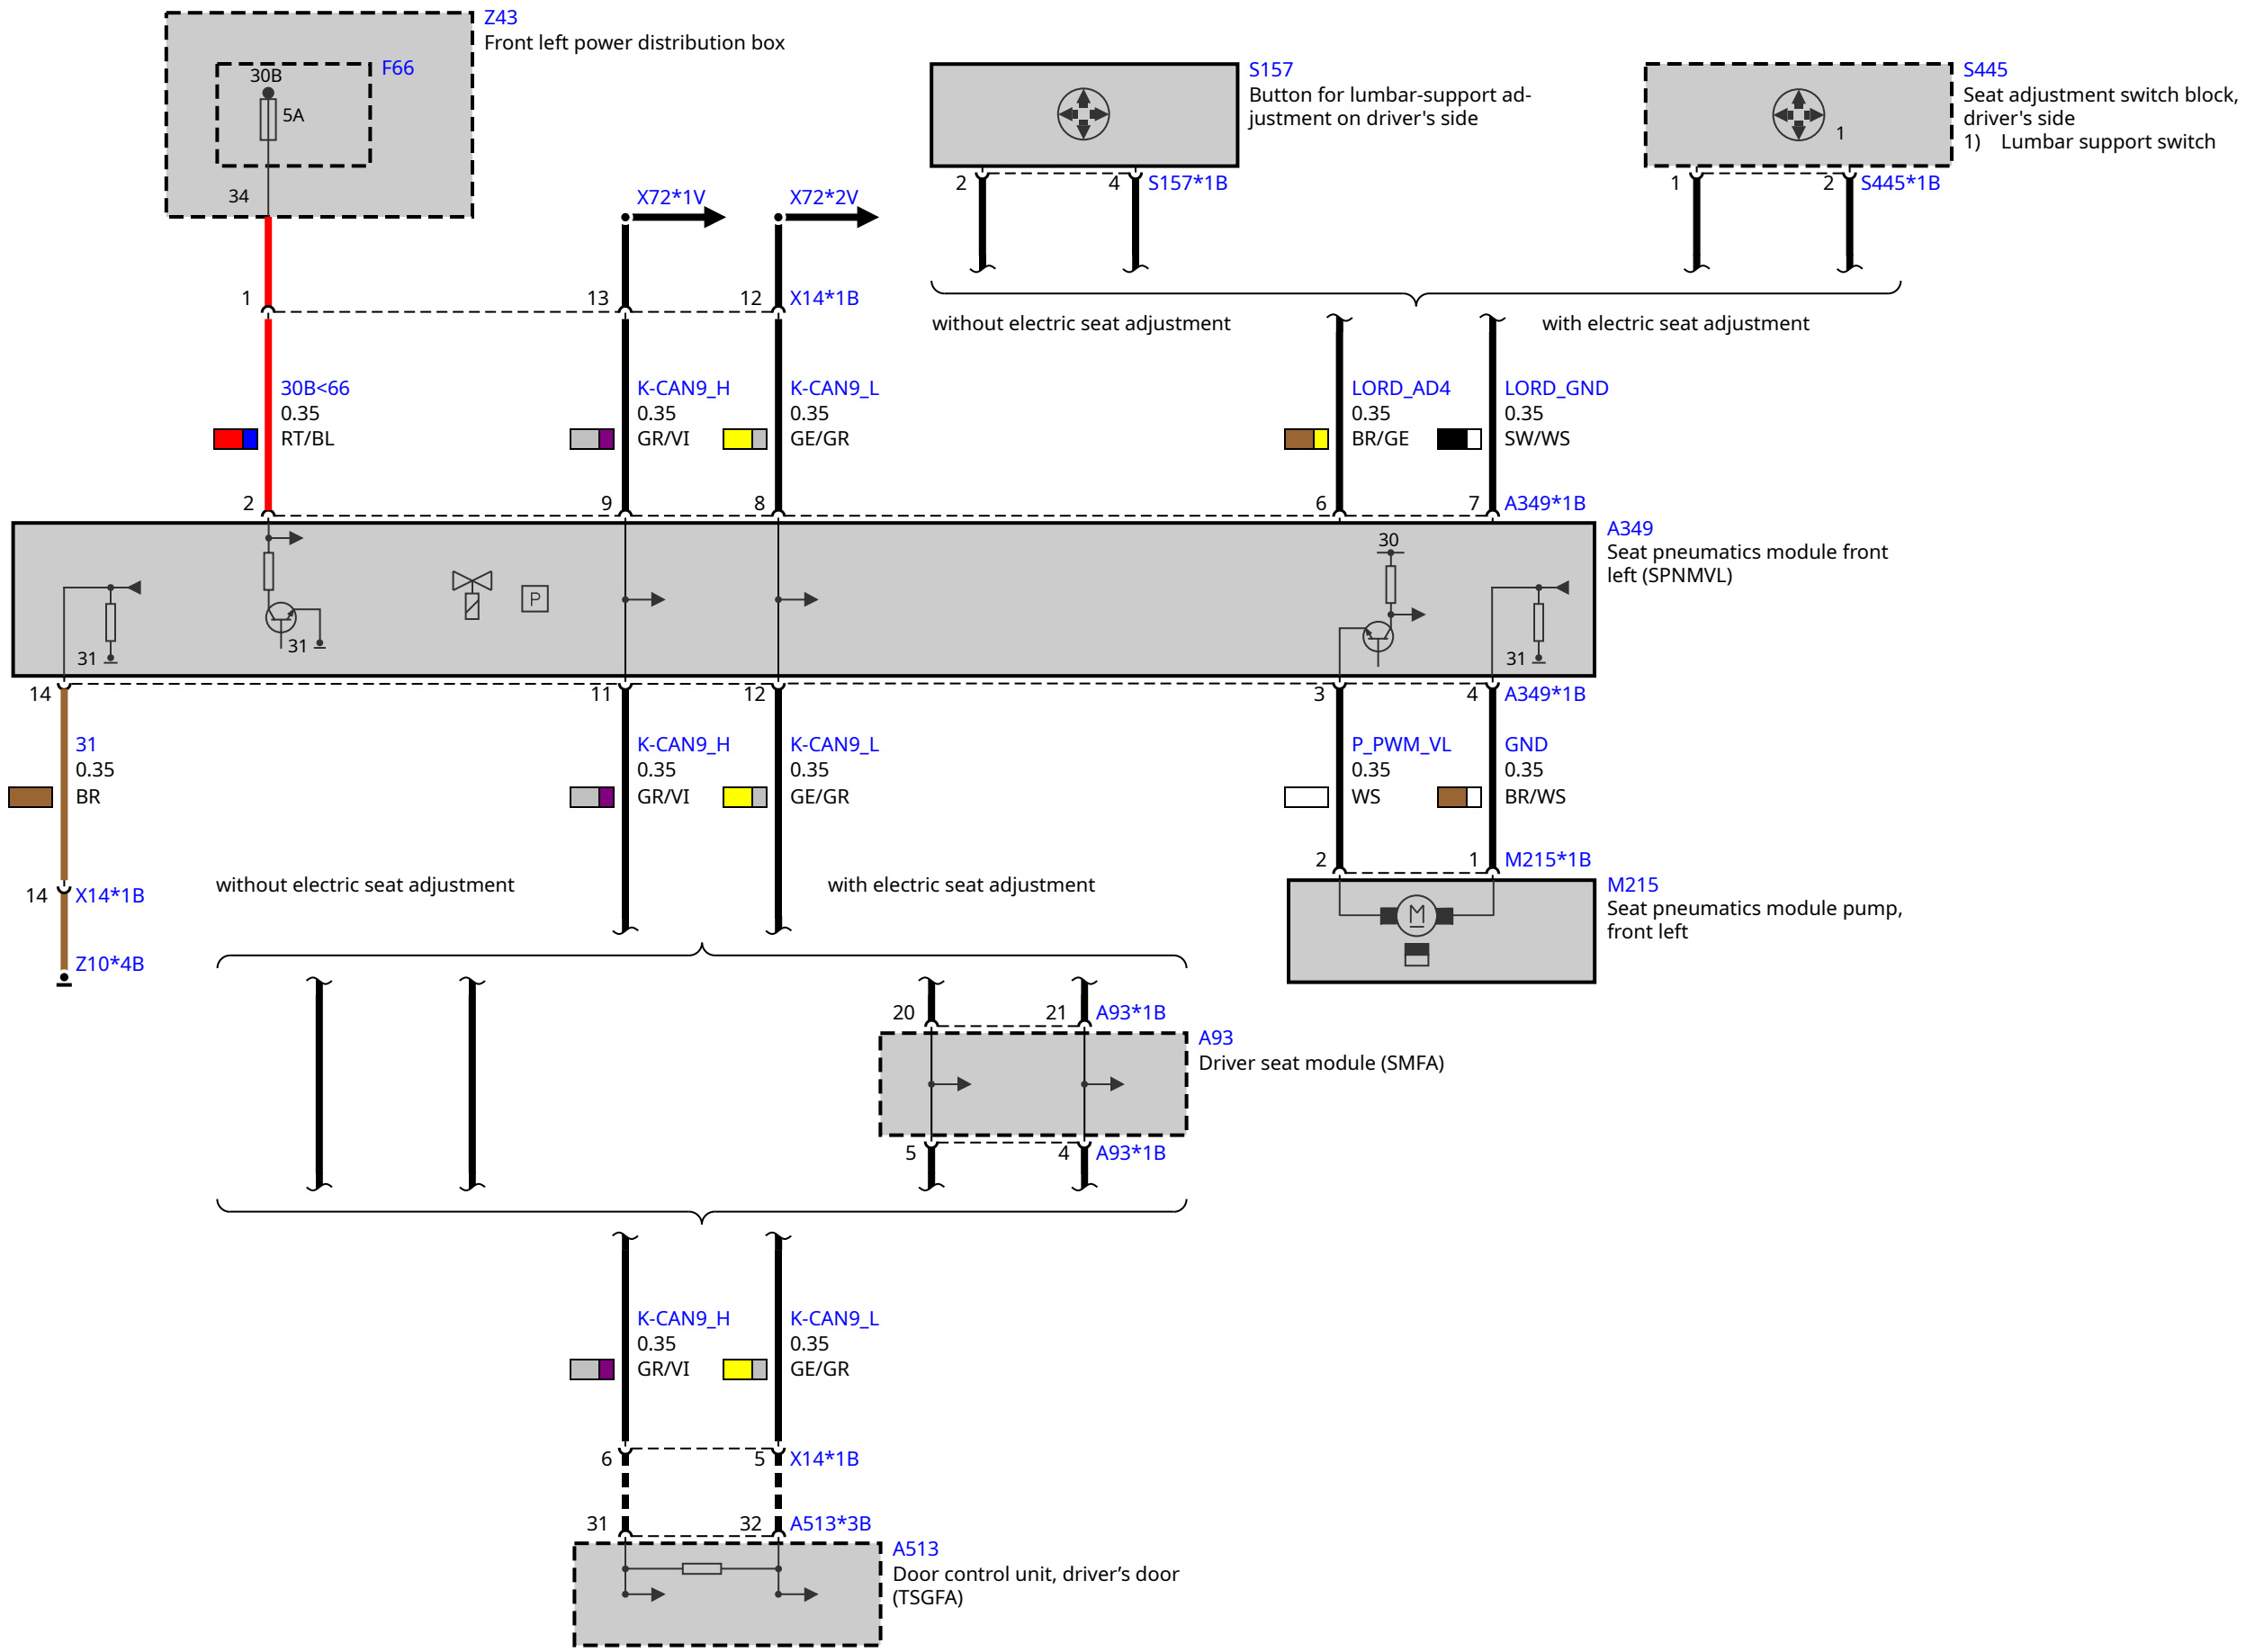 Z43
Front left power distribution box
F66
30B
5A
34
S157
Button for lumbar-support ad-
justment on driver's side
S445
Seat adjustment switch block,
driver's side
1) Lumbar support switch
1
2
4
S157*1B
1
2
S445*1B
X72*1V
X72*2V
1
13
12
X14*1B
without electric seat adjustment
with electric seat adjustment
30B<66
0.35
RT/BL
K-CAN9_H
0.35
GR/VI
K-CAN9_L
0.35
GE/GR
LORD_AD4
0.35
BR/GE
LORD_GND
0.35
SW/WS
2
9
8
6
7
A349*1B
A349
Seat pneumatics module front
left (SPNMVL)
31
31
P
30
31
14
11
12
3
4
A349*1B
31
0.35
BR
K-CAN9_H
0.35
GR/VI
K-CAN9_L
0.35
GE/GR
P_PWM_VL
0.35
WS
GND
0.35
BR/WS
2
1
M215*1B
M215
Seat pneumatics module pump,
front left
M
14
X14*1B
Z10*4B
without electric seat adjustment
with electric seat adjustment
20
21
A93*1B
A93
Driver seat module (SMFA)
5
4
A93*1B
K-CAN9_H
0.35
GR/VI
K-CAN9_L
0.35
GE/GR
6
5
X14*1B
31
32
A513*3B
A513
Door control unit, driver’s door
(TSGFA)